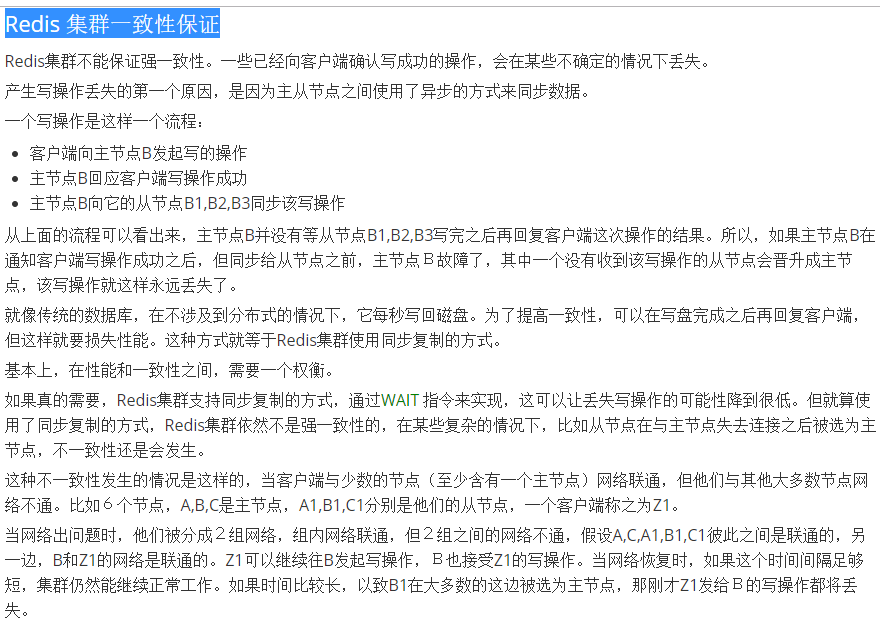 Redis 集群一致性保证
Redis集群不能保证强一致性。一些已经向客户端确认写成功的操作，会在某些不确定的情况下丢失。
产生写操作丢失的第一个原因，是因为主从节点之间使用了异步的方式来同步数据。
一个写操作是这样一个流程：
• 客户端向主节点B发起写的操作
• 主节点B回应客户端写操作成功
• 主节点B向它的从节点B1,B2,B3同步该写操作
从上面的流程可以看出来，主节点B并没有等从节点B1,B2,B3写完之后再回复客户端这次操作的结果。所以，如果主节点B在
通知客户端写操作成功之后，但同步给从节点之前，主节点Ｂ故障了，其中一个没有收到该写操作的从节点会晋升成主节
点，该写操作就这样永远丢失了。
就像传统的数据库，在不涉及到分布式的情况下，它每秒写回磁盘。为了提高一致性，可以在写盘完成之后再回复客户端，
但这样就要损失性能。这种方式就等于Redis集群使用同步复制的方式。
基本上，在性能和一致性之间，需要一个权衡。
如果真的需要，Redis集群支持同步复制的方式，通过WAIT 指令来实现，这可以让丢失写操作的可能性降到很低。但就算使
用了同步复制的方式，Redis集群依然不是强一致性的，在某些复杂的情况下，比如从节点在与主节点失去连接之后被选为主
节点，不一致性还是会发生。
这种不一致性发生的情况是这样的，当客户端与少数的节点（至少含有一个主节点）网络联通，但他们与其他大多数节点网
络不通。比如６个节点，A,B,C是主节点，A1,B1,C1分别是他们的从节点，一个客户端称之为Z1。
当网络出问题时，他们被分成２组网络，组内网络联通，但２组之间的网络不通，假设A,C,A1,B1,C1彼此之间是联通的，另
一边，B和Z1的网络是联通的。Z1可以继续往B发起写操作，Ｂ也接受Z1的写操作。当网络恢复时，如果这个时间间隔足够
短，集群仍然能继续正常工作。如果时间比较长，以致B1在大多数的这边被选为主节点，那刚才Z1发给Ｂ的写操作都将丢
失。